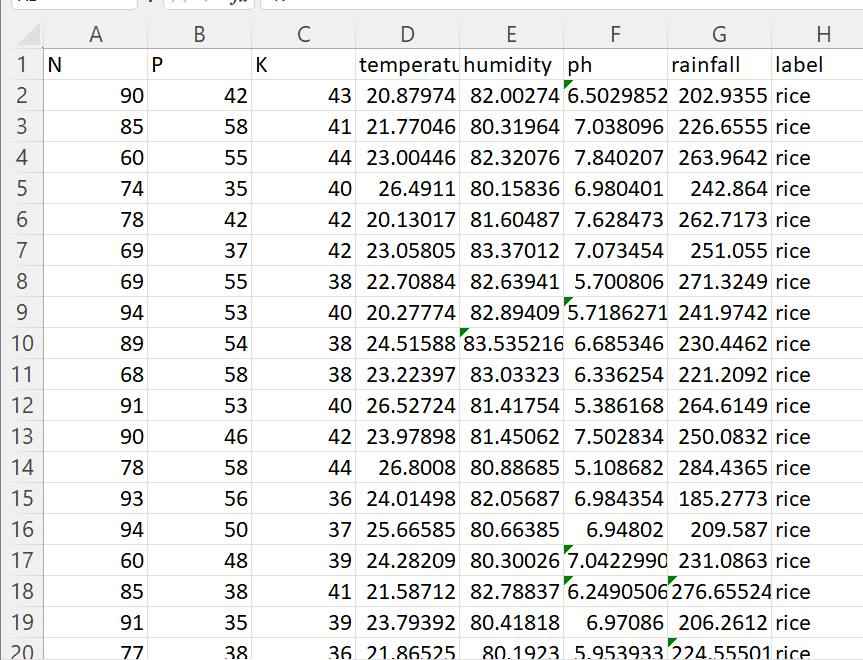 A B C D E F G H
1 N P K temperatu humidity ph rainfall label
2 90 42 43 20.87974 82.00274 6.5029852 202.9355 rice
3 85 58 41 21.77046 80.31964 7.038096 226.6555 rice
4 60 55 44 23.00446 82.32076 7.840207 263.9642 rice
5 74 35 40 26.4911 80.15836 6.980401 242.864 rice
6 78 42 42 20.13017 81.60487 7.628473 262.7173 rice
7 69 37 42 23.05805 83.37012 7.073454 251.055 rice
8 69 55 38 22.70884 82.63941 5.700806 271.3249 rice
9 94 53 40 20.27774 82.89409 5.7186271 241.9742 rice
10 89 54 38 24.51588 83.535216 6.685346 230.4462 rice
11 68 58 38 23.22397 83.03323 6.336254 221.2092 rice
12 91 53 40 26.52724 81.41754 5.386168 264.6149 rice
13 90 46 42 23.97898 81.45062 7.502834 250.0832 rice
14 78 58 44 26.8008 80.88685 5.108682 284.4365 rice
15 93 56 36 24.01498 82.05687 6.984354 185.2773 rice
16 94 50 37 25.66585 80.66385 6.94802 209.587 rice
17 60 48 39 24.28209 80.30026 7.0422990 231.0863 rice
18 85 38 41 21.58712 82.78837 6.2490506 276.65524 rice
19 91 35 39 23.79392 80.41818 6.97086 206.2612 rice
20 77 38 36 21.86525 80.1923 5.953933 224.55501 rice